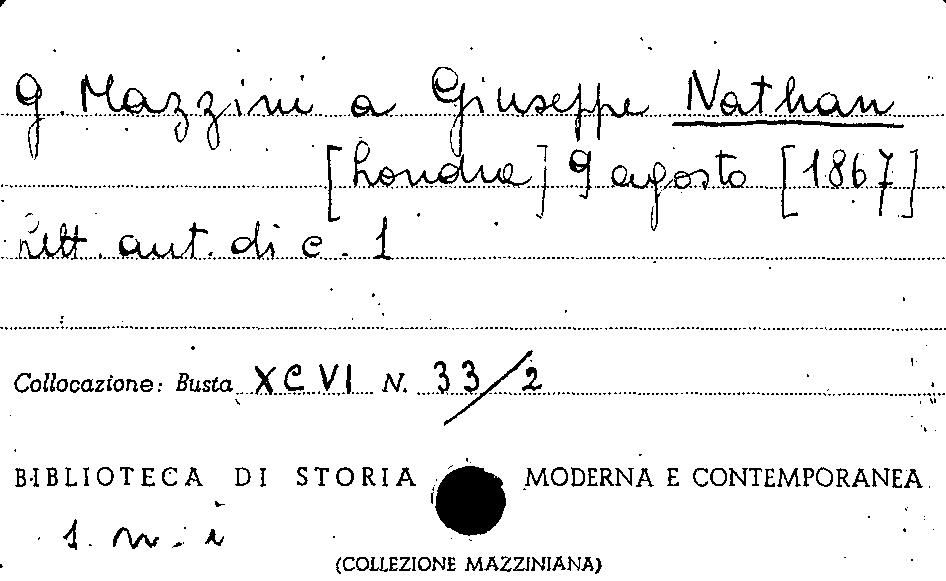 G. Mazzini a Giuseppe Nathan
[Londra] 9 agosto [1867]
Lett. aut. di c. 1
Collocazione: Busta XCVI N. 33/2
BIBLIOTECA DI STORIA MODERNA E CONTEMPORANEA
1. n. i
(COLLEZIONE MAZZINIANA)